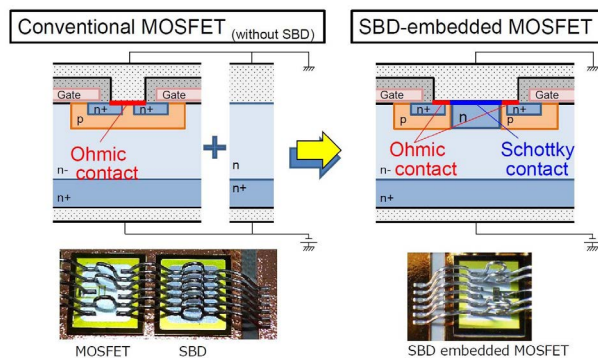 Conventional MOSFET (without SBD)
SBD-embedded MOSFET
Gate
Gate
n+
n+
p
Ohmic
contact
n-
n+
n
n+
Gate
Gate
n+
n+
p
n
p
Ohmic
contact
Schottky
contact
n-
n+
MOSFET
SBD
SBD embedded MOSFET